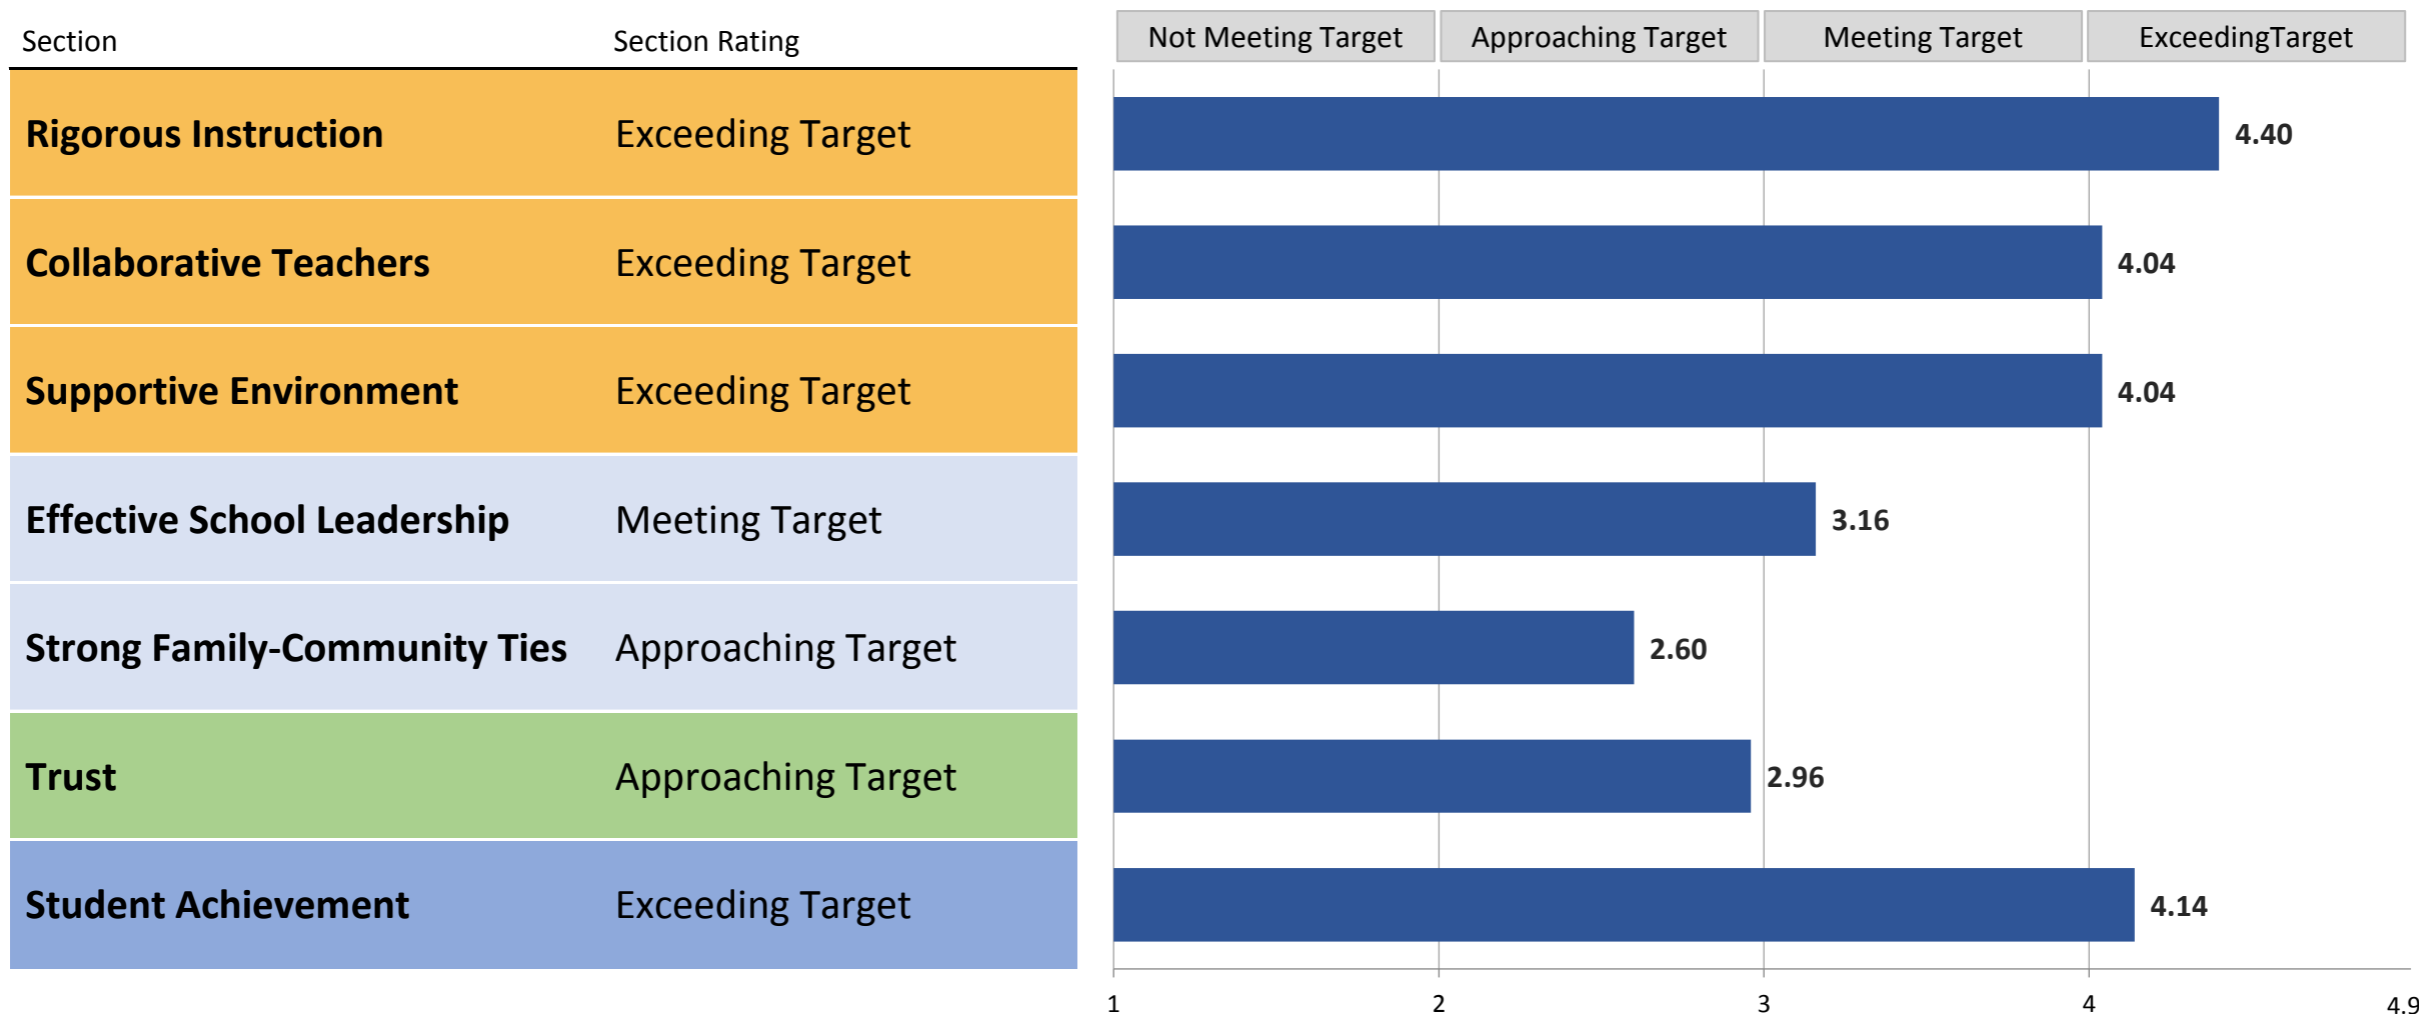 Section Section Rating Not Meeting Target Approaching Target Meeting Target ExceedingTarget
Rigorous Instruction Exceeding Target 4.40
Collaborative Teachers Exceeding Target 4.04
Supportive Environment Exceeding Target 4.04
Effective School Leadership Meeting Target 3.16
Strong Family-Community Ties Approaching Target 2.60
Trust Approaching Target 2.96
Student Achievement Exceeding Target 4.14
1 2 3 4 4.9